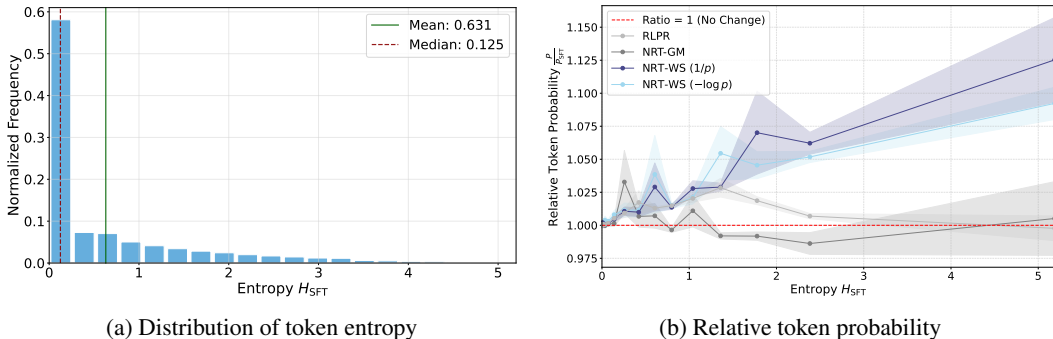 Mean: 0.631
Median: 0.125
Normalized Frequency
0.6
0.5
0.4
0.3
0.2
0.1
0.0
0 1 2 3 4 5
Entropy H_SFT
(a) Distribution of token entropy
Ratio = 1 (No Change)
RLPR
NRT-GM
NRT-WS (1/p)
NRT-WS (−log p)
Relative Token Probability P/P_SFT
1.150
1.125
1.100
1.075
1.050
1.025
1.000
0.975
0 1 2 3 4 5
Entropy H_SFT
(b) Relative token probability